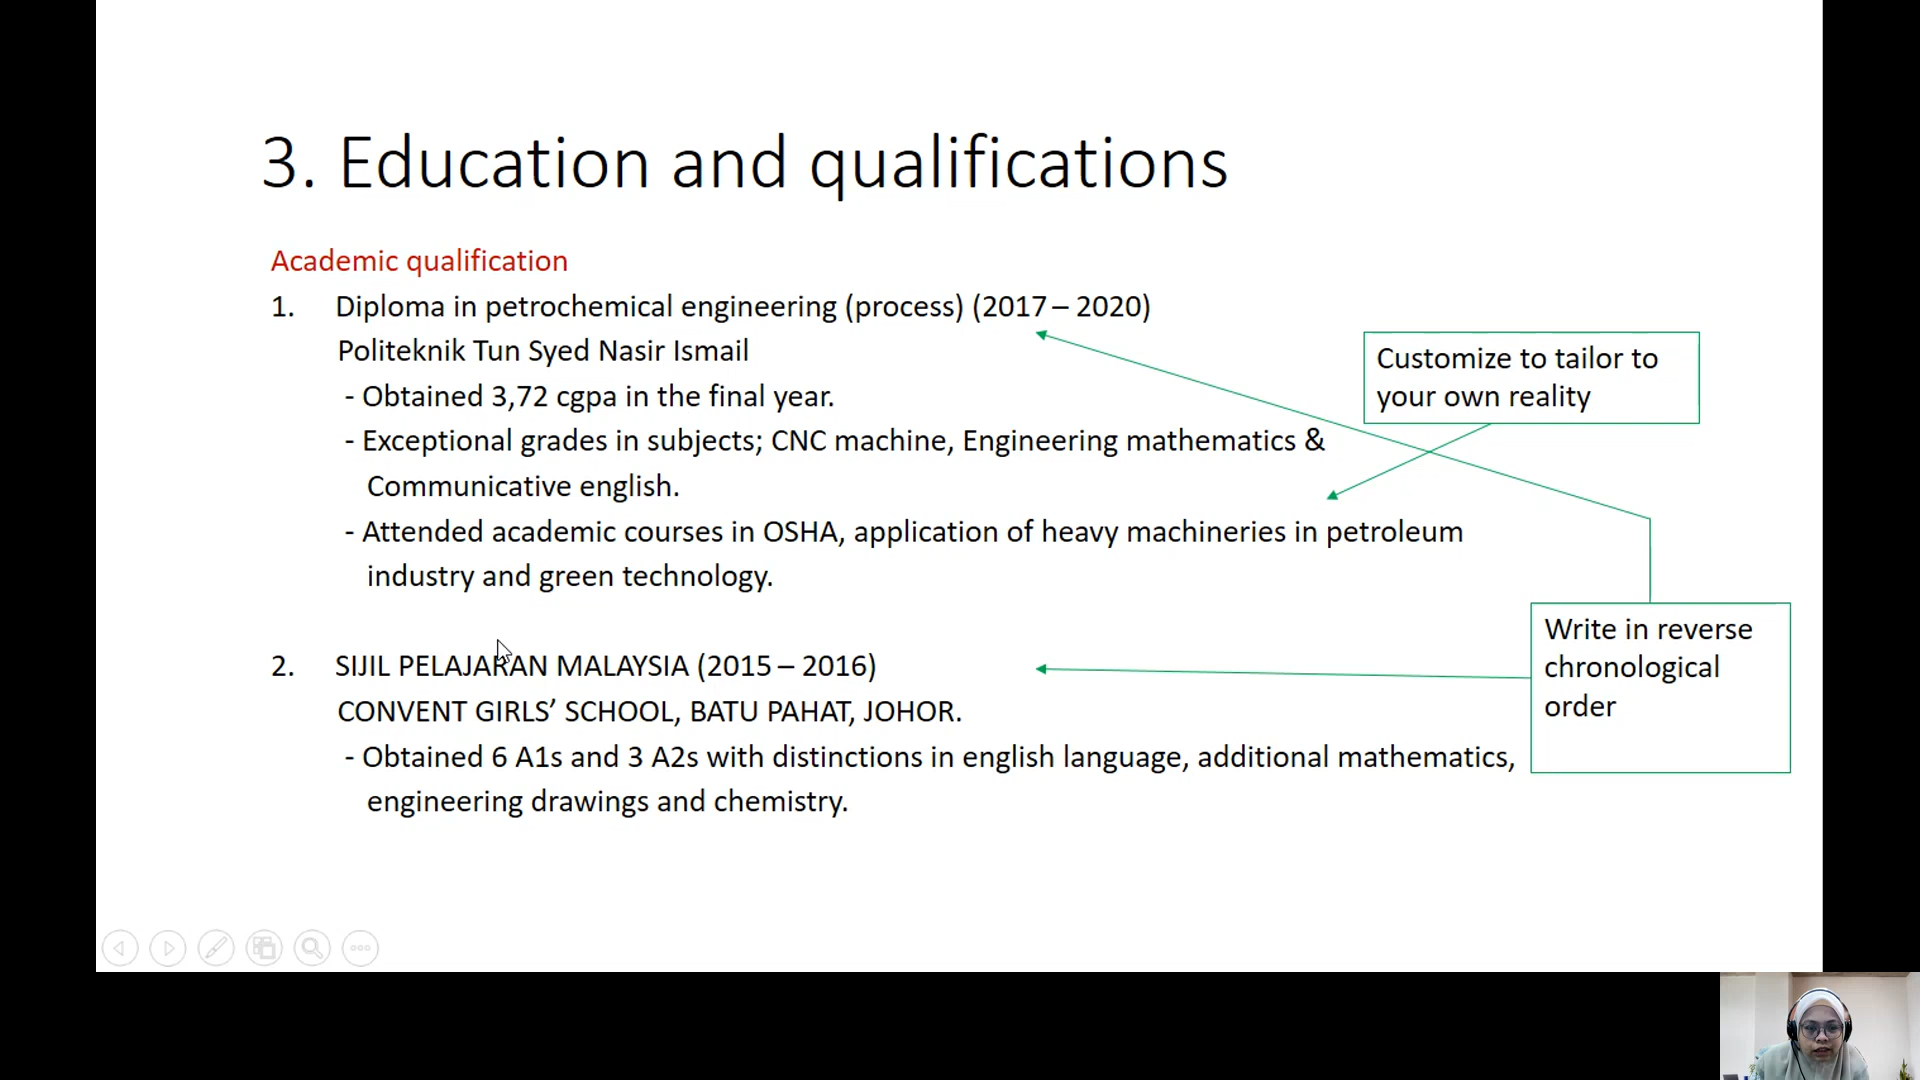 3. Education and qualifications
Academic qualification
1. Diploma in petrochemical engineering (process) (2017 – 2020)
Politeknik Tun Syed Nasir Ismail
- Obtained 3,72 cgpa in the final year.
- Exceptional grades in subjects; CNC machine, Engineering mathematics &
Communicative english.
- Attended academic courses in OSHA, application of heavy machineries in petroleum
industry and green technology.
2. SIJIL PELAJARAN MALAYSIA (2015 – 2016)
CONVENT GIRLS’ SCHOOL, BATU PAHAT, JOHOR.
- Obtained 6 A1s and 3 A2s with distinctions in english language, additional mathematics,
engineering drawings and chemistry.
Customize to tailor to
your own reality
Write in reverse
chronological
order